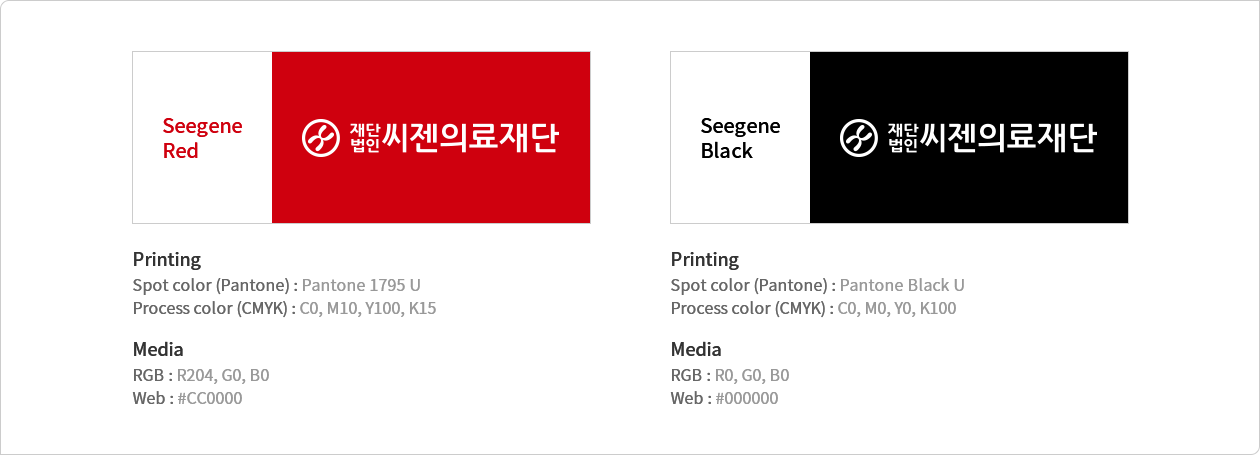 Seegene
Red
재단
법인
씨젠의료재단
Printing
Spot color (Pantone) : Pantone 1795 U
Process color (CMYK) : C0, M10, Y100, K15
Media
RGB : R204, G0, B0
Web : #CC0000
Seegene
Black
재단
법인
씨젠의료재단
Printing
Spot color (Pantone) : Pantone Black U
Process color (CMYK) : C0, M0, Y0, K100
Media
RGB : R0, G0, B0
Web : #000000